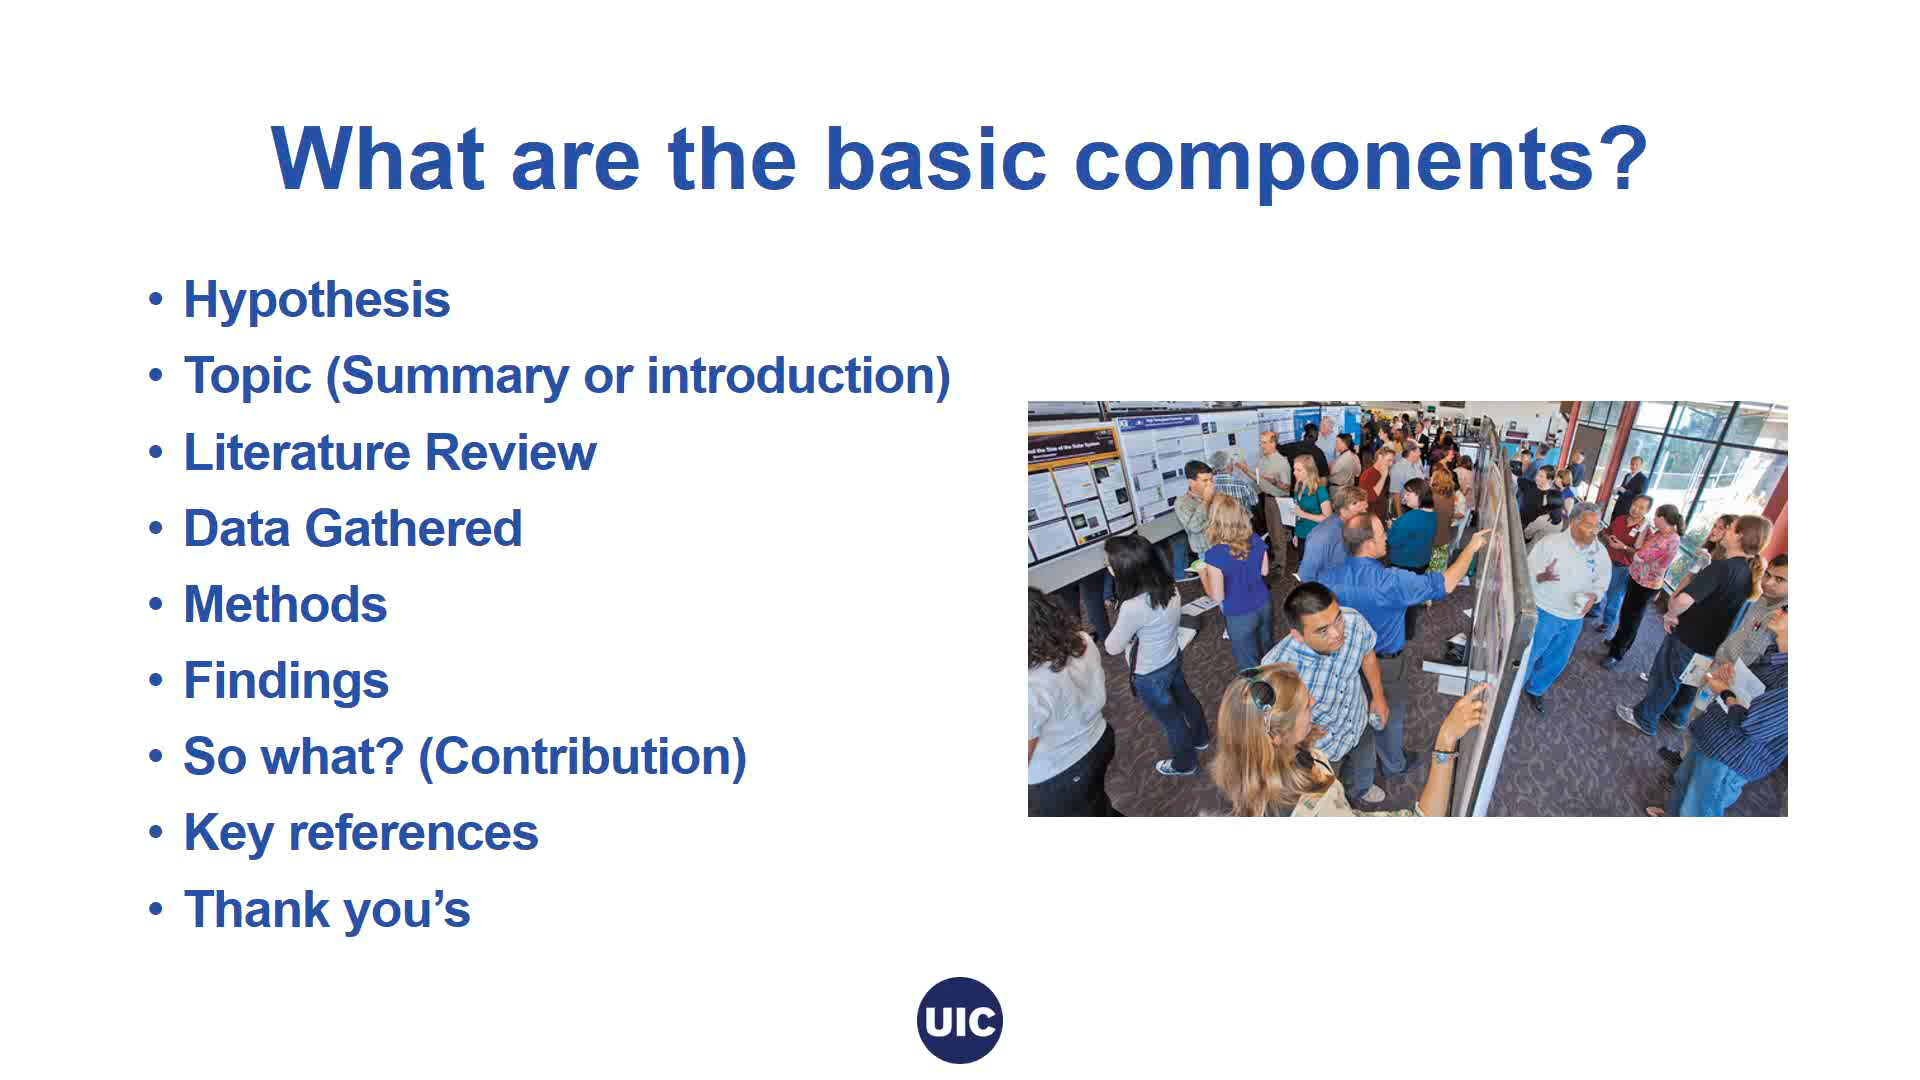 What are the basic components?
• Hypothesis
• Topic (Summary or introduction)
• Literature Review
• Data Gathered
• Methods
• Findings
• So what? (Contribution)
• Key references
• Thank you’s
UIC